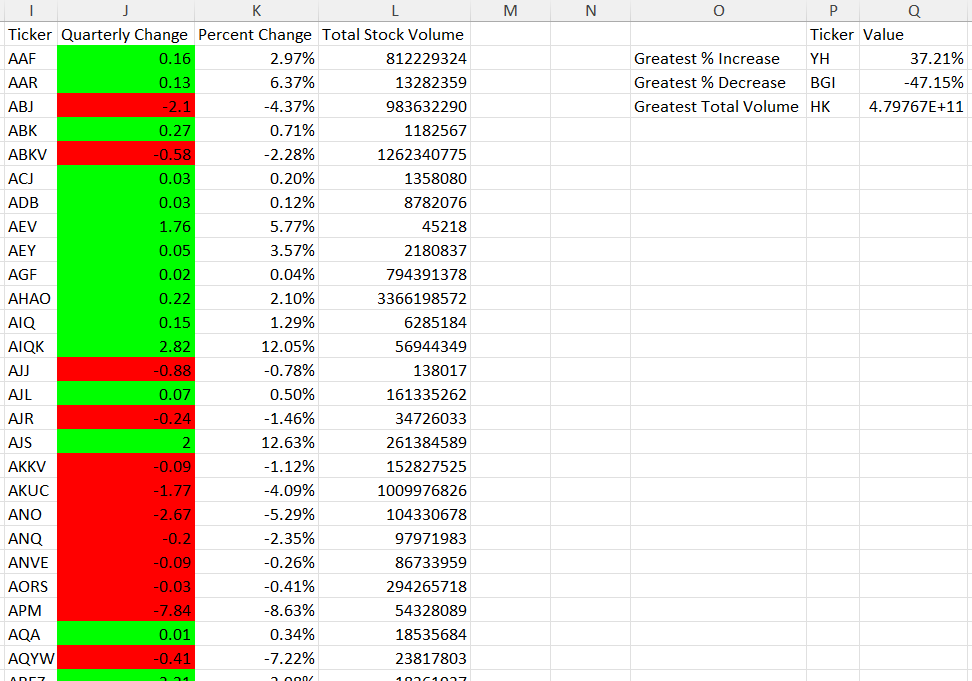 I J K L M N O P Q
Ticker Quarterly Change Percent Change Total Stock Volume Ticker Value
AAF 0.16 2.97% 812229324 Greatest % Increase YH 37.21%
AAR 0.13 6.37% 13282359 Greatest % Decrease BGI -47.15%
ABJ -2.1 -4.37% 983632290 Greatest Total Volume HK 4.79767E+11
ABK 0.27 0.71% 1182567
ABKV -0.58 -2.28% 1262340775
ACJ 0.03 0.20% 1358080
ADB 0.03 0.12% 8782076
AEV 1.76 5.77% 45218
AEY 0.05 3.57% 2180837
AGF 0.02 0.04% 794391378
AHAO 0.22 2.10% 3366198572
AIQ 0.15 1.29% 6285184
AIQK 2.82 12.05% 56944349
AJJ -0.88 -0.78% 138017
AJL 0.07 0.50% 161335262
AJR -0.24 -1.46% 34726033
AJS 2 12.63% 261384589
AKKV -0.09 -1.12% 152827525
AKUC -1.77 -4.09% 1009976826
ANO -2.67 -5.29% 104330678
ANQ -0.2 -2.35% 97971983
ANVE -0.09 -0.26% 86733959
AORS -0.03 -0.41% 294265718
APM -7.84 -8.63% 54328089
AQA 0.01 0.34% 18535684
AQYW -0.41 -7.22% 23817803